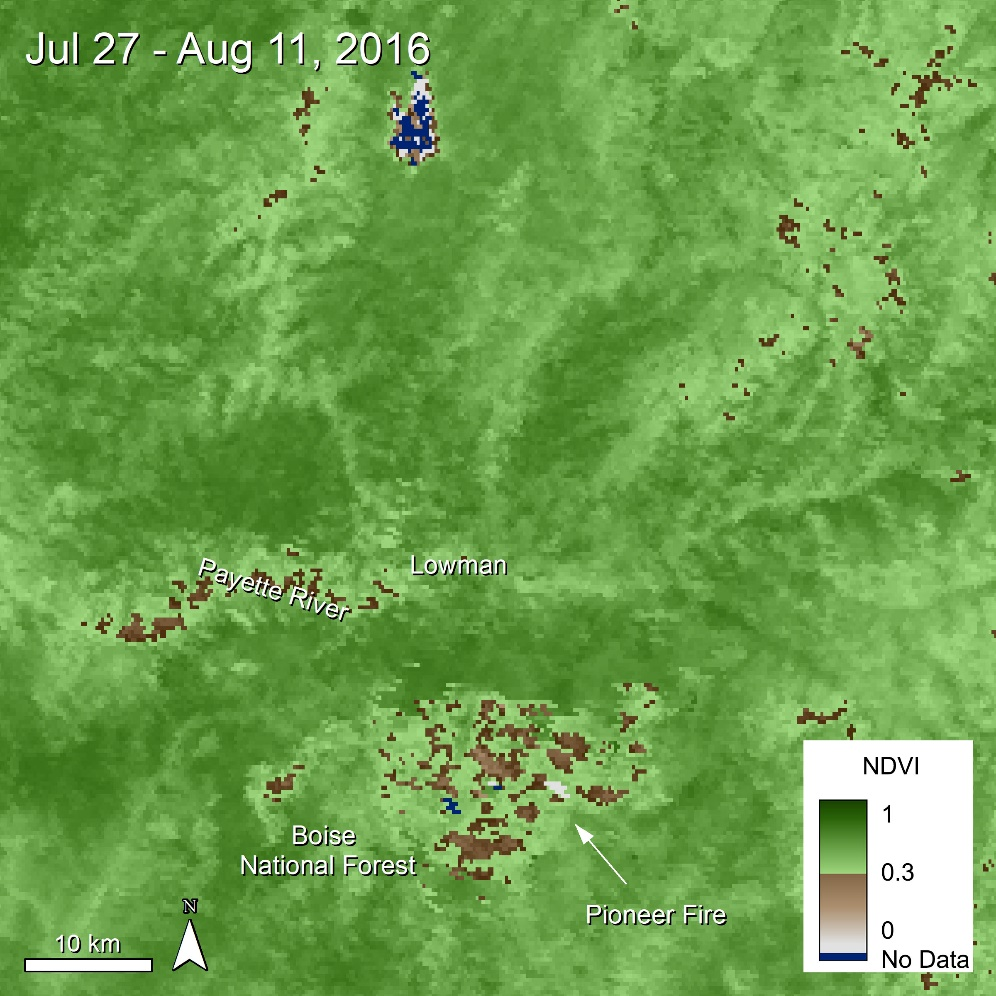 Jul 27 - Aug 11, 2016
Lowman
Payette River
NDVI
1
0.3
0
No Data
Boise
National Forest
Pioneer Fire
N
10 km